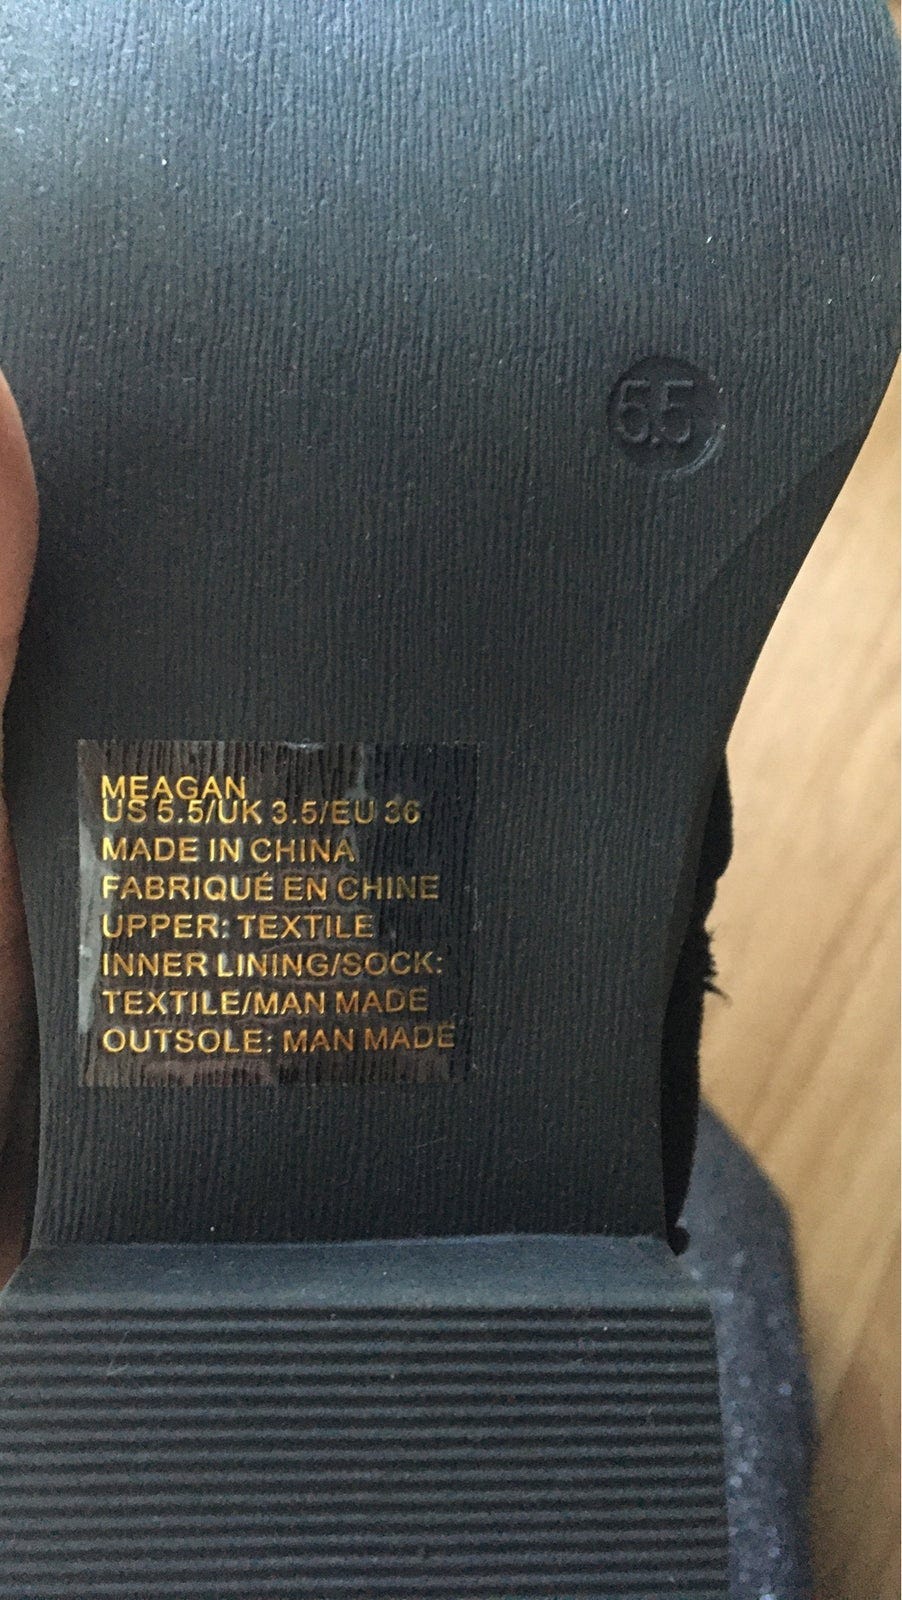 5.5
MEAGAN
US 5.5/UK 3.5/EU 36
MADE IN CHINA
FABRIQUÉ EN CHINE
UPPER: TEXTILE
INNER LINING/SOCK:
TEXTILE/MAN MADE
OUTSOLE: MAN MADE